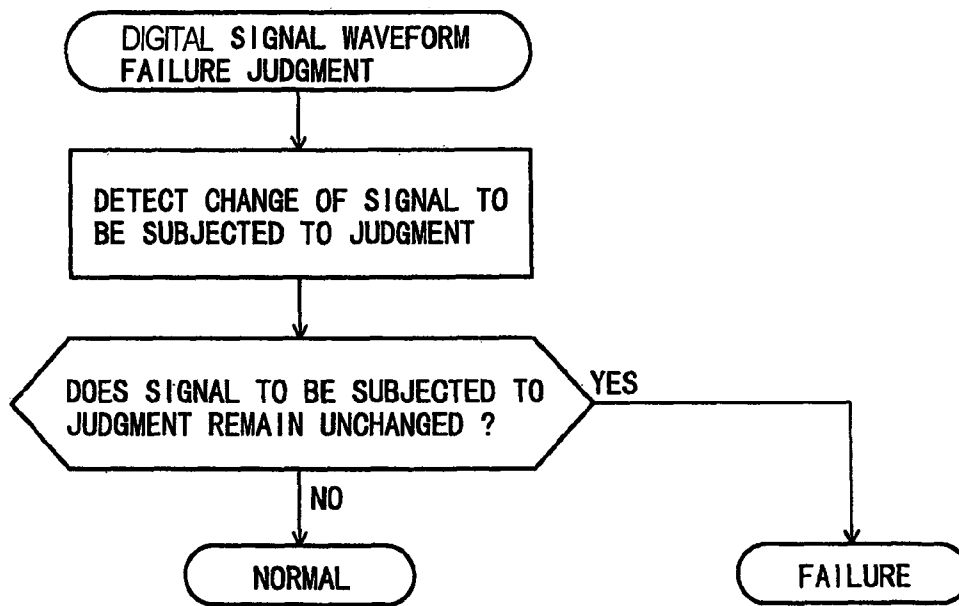 DIGITAL SIGNAL WAVEFORM
FAILURE JUDGMENT
DETECT CHANGE OF SIGNAL TO
BE SUBJECTED TO JUDGMENT
DOES SIGNAL TO BE SUBJECTED TO
JUDGMENT REMAIN UNCHANGED ?
YES
NO
NORMAL
FAILURE